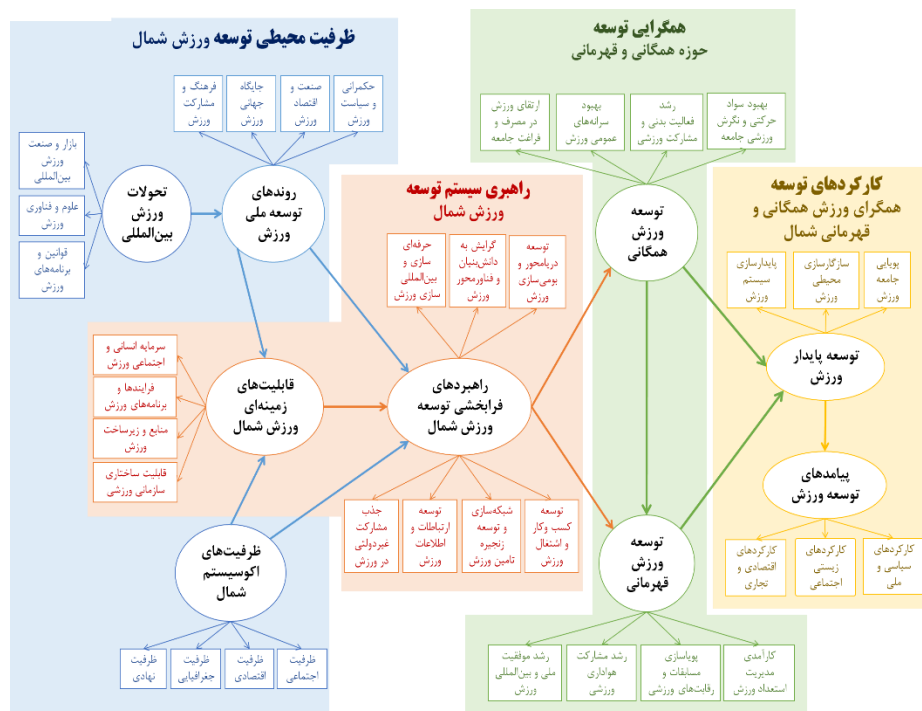 ظرفیت محیطی توسعه ورزش شمال
حکمرانی
و سیاست
ورزش
صنعت و
اقتصاد
ورزش
جایگاه
جهانی
ورزش
فرهنگ و
مشارکت
ورزش
بازار و صنعت
ورزش
بین‌المللی
علوم و فناوری
ورزش
قوانین و
برنامه‌های
ورزش
تحولات
ورزش
بین‌المللی
روندهای
توسعه ملی
ورزش
ظرفیت‌های
اکوسیستم
شمال
ظرفیت
اجتماعی
ظرفیت
اقتصادی
ظرفیت
جغرافیایی
ظرفیت
نهادی
راهبری سیستم توسعه
ورزش شمال
توسعه
دریامحور و
بومی‌سازی
ورزش
گرایش به
دانش‌بنیان
و فناورمحور
ورزش
حرفه‌ای
سازی و
بین‌المللی
سازی ورزش
سرمایه انسانی و
اجتماعی ورزش
فرایندها و
برنامه‌های ورزش
منابع و زیرساخت
ورزش
قابلیت ساختاری
سازمانی ورزشی
قابلیت‌های
زمینه‌ای
ورزش شمال
راهبردهای
فرابخشی توسعه
ورزش شمال
توسعه
کسب وکار
و اشتغال
ورزش
شبکه‌سازی
و توسعه
زنجیره
تامین ورزش
توسعه
ارتباطات و
اطلاعات
ورزش
جذب
مشارکت
غیردولتی
در ورزش
همگرایی توسعه
حوزه همگانی و قهرمانی
بهبود سواد
حرکتی و نگرش
ورزشی جامعه
رشد
فعالیت بدنی و
مشارکت ورزشی
بهبود
سرانه‌های
عمومی ورزش
ارتقای ورزش
در مصرف و
فراغت جامعه
توسعه
ورزش
همگانی
توسعه
ورزش
قهرمانی
کارآمدی
مدیریت
استعداد ورزش
پویاسازی
مسابقات و
رقابت‌های ورزشی
رشد مشارکت
هواداری
ورزشی
رشد موفقیت
ملی و بین‌المللی
ورزش
کارکردهای توسعه
همگرای ورزش همگانی و
قهرمانی شمال
پویایی
جامعه
ورزش
سازگارسازی
محیطی
ورزش
پایدارسازی
سیستم
ورزش
توسعه پایدار
ورزش
پیامدهای
توسعه ورزش
کارکردهای
سیاسی و
ملی
کارکردهای
زیستی
اجتماعی
کارکردهای
اقتصادی و
تجاری